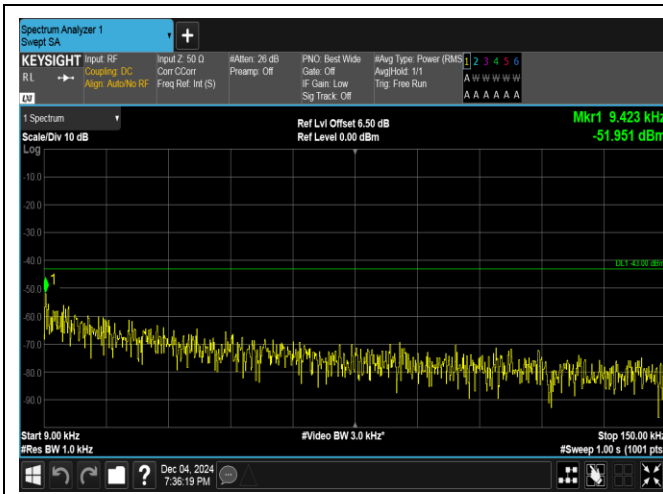 Spectrum Analyzer 1
Swept SA
+
KEYSIGHT
RL
LXI
Input: RF
Coupling: DC
Align: Auto/No RF
Input Z: 50 Ω
Corr CCorr
Freq Ref: Int (S)
#Atten: 26 dB
Preamp: Off
PNO: Best Wide
Gate: Off
IF Gain: Low
Sig Track: Off
#Avg Type: Power (RMS
Avg|Hold: 1/1
Trig: Free Run
1 2 3 4 5 6
A W W W W W
A A A A A A
1 Spectrum
Scale/Div 10 dB
Log
Ref Lvl Offset 6.50 dB
Ref Level 0.00 dBm
Mkr1 9.423 kHz
-51.951 dBm
-10.0
-20.0
-30.0
-40.0
DL1 -43.00 dBm
1
-50.0
-60.0
-70.0
-80.0
-90.0
Start 9.00 kHz
#Res BW 1.0 kHz
#Video BW 3.0 kHz*
Stop 150.00 kHz
#Sweep 1.00 s (1001 pts
?
Dec 04, 2024
7:36:19 PM